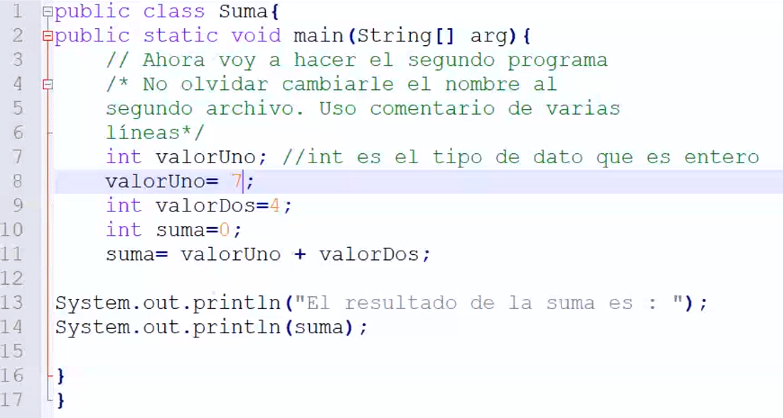 1 public class Suma{
2 public static void main(String[] arg){
3 // Ahora voy a hacer el segundo programa
4 /* No olvidar cambiarle el nombre al
5 segundo archivo. Uso comentario de varias
6 líneas*/
7 int valorUno; //int es el tipo de dato que es entero
8 valorUno= 7;
9 int valorDos=4;
10 int suma=0;
11 suma= valorUno + valorDos;
12
13 System.out.println("El resultado de la suma es : ");
14 System.out.println(suma);
15
16 }
17 }